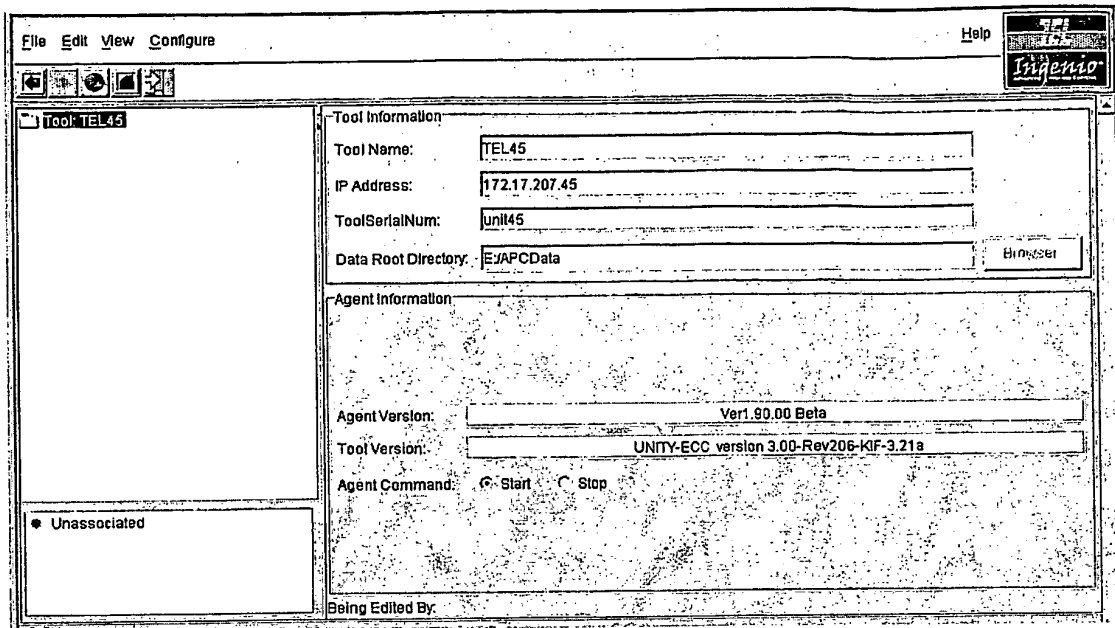 File Edit View Configure
Help
TEL
Ingenio
Tool: TEL45
Tool Information
Tool Name: TEL45
IP Address: 172.17.207.45
ToolSerialNum: unit45
Data Root Directory: E:/APCData
Browser
Agent Information
Agent Version: Ver1.90.00 Beta
Tool Version: UNITY-ECC version 3.00-Rev206-KIF-3.21a
Agent Command: Start Stop
Unassociated
Being Edited By: